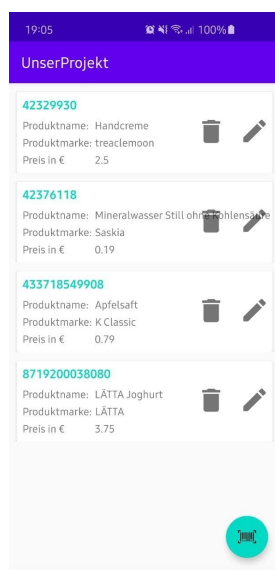 19:05 100%
UnserProjekt
42329930
Produktname: Handcreme
Produktmarke: treaclemoon
Preis in € 2.5
42376118
Produktname: Mineralwasser Still ohne Kohlensäure
Produktmarke: Saskia
Preis in € 0.19
433718549908
Produktname: Apfelsaft
Produktmarke: K Classic
Preis in € 0.79
8719200038080
Produktname: LÄTTA Joghurt
Produktmarke: LÄTTA
Preis in € 3.75